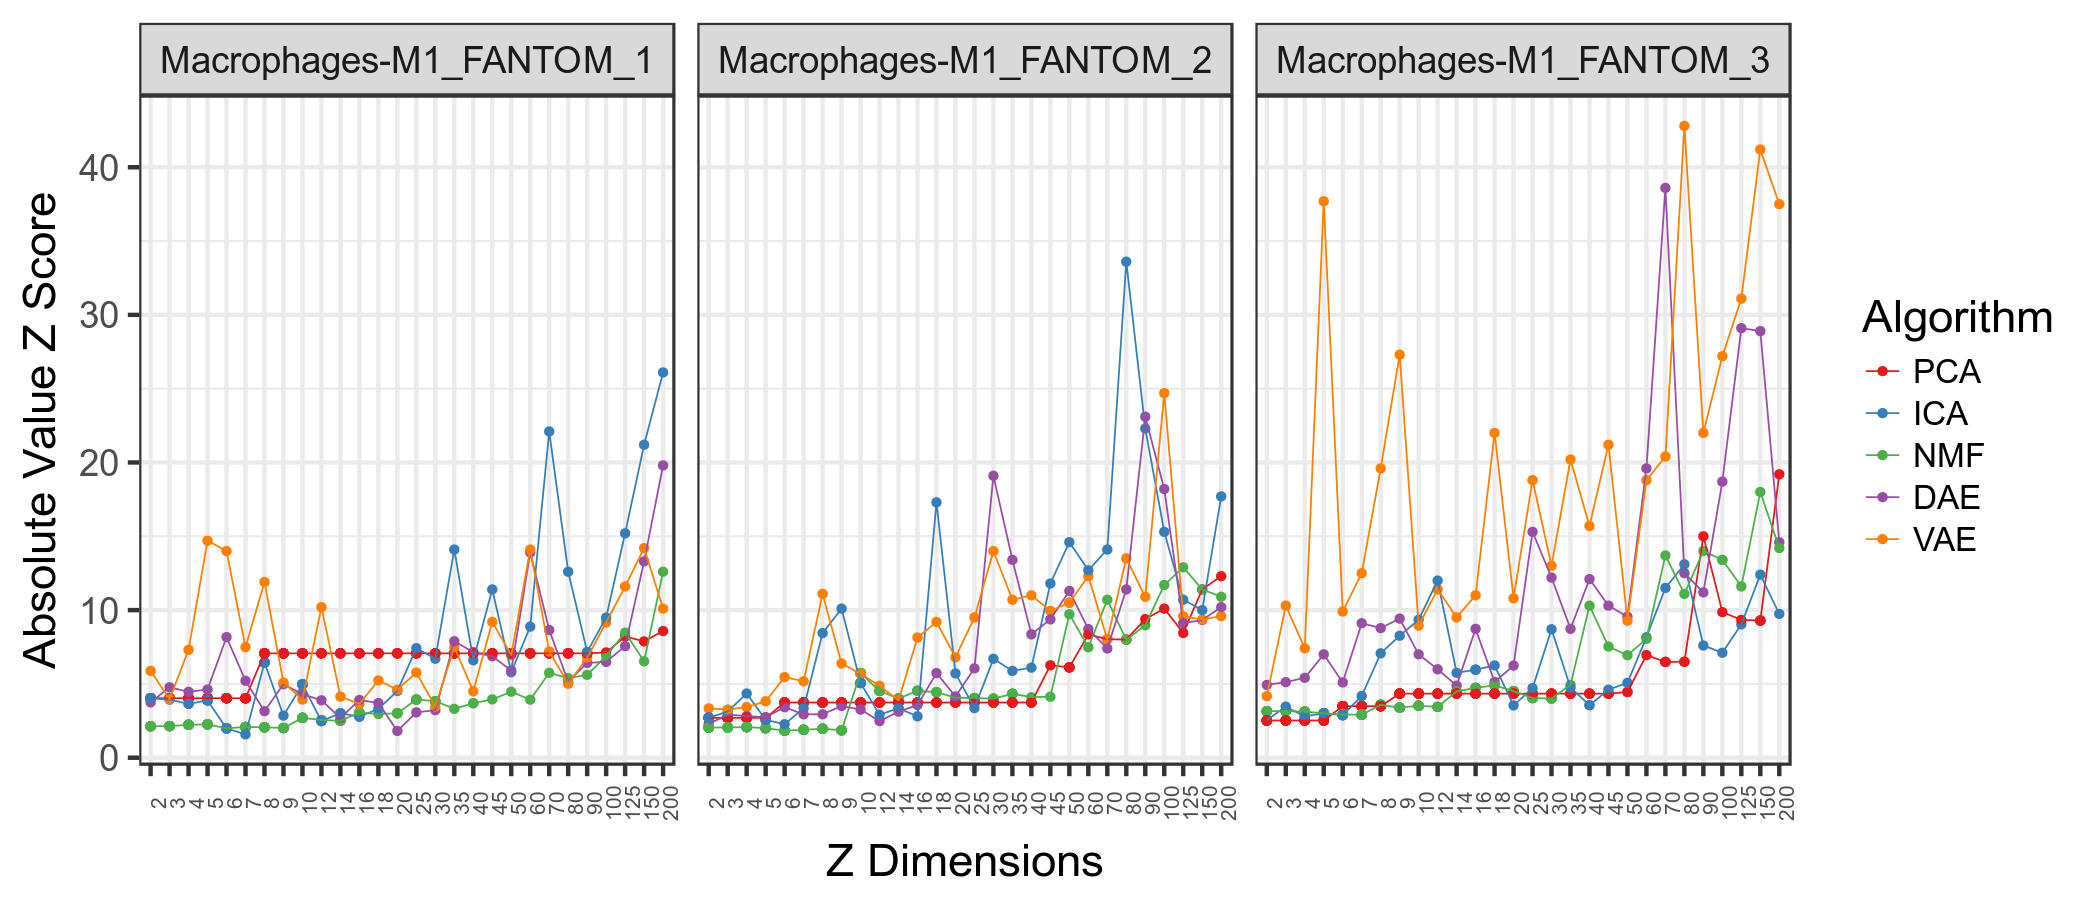 Macrophages-M1_FANTOM_1 Macrophages-M1_FANTOM_2 Macrophages-M1_FANTOM_3
Absolute Value Z Score
40
30
20
10
0
2 3 4 5 6 7 8 9 10 12 14 16 18 20 25 30 35 40 45 50 60 70 80 90 100 125 150 200
2 3 4 5 6 7 8 9 10 12 14 16 18 20 25 30 35 40 45 50 60 70 80 90 100 125 150 200
2 3 4 5 6 7 8 9 10 12 14 16 18 20 25 30 35 40 45 50 60 70 80 90 100 125 150 200
Z Dimensions
Algorithm
PCA
ICA
NMF
DAE
VAE